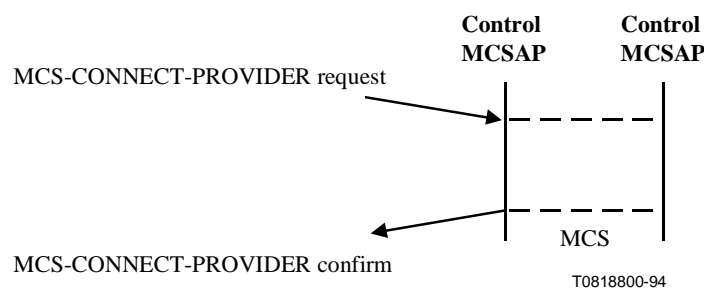 Control Control
MCSAP MCSAP
MCS-CONNECT-PROVIDER request
MCS
MCS-CONNECT-PROVIDER confirm
T0818800-94